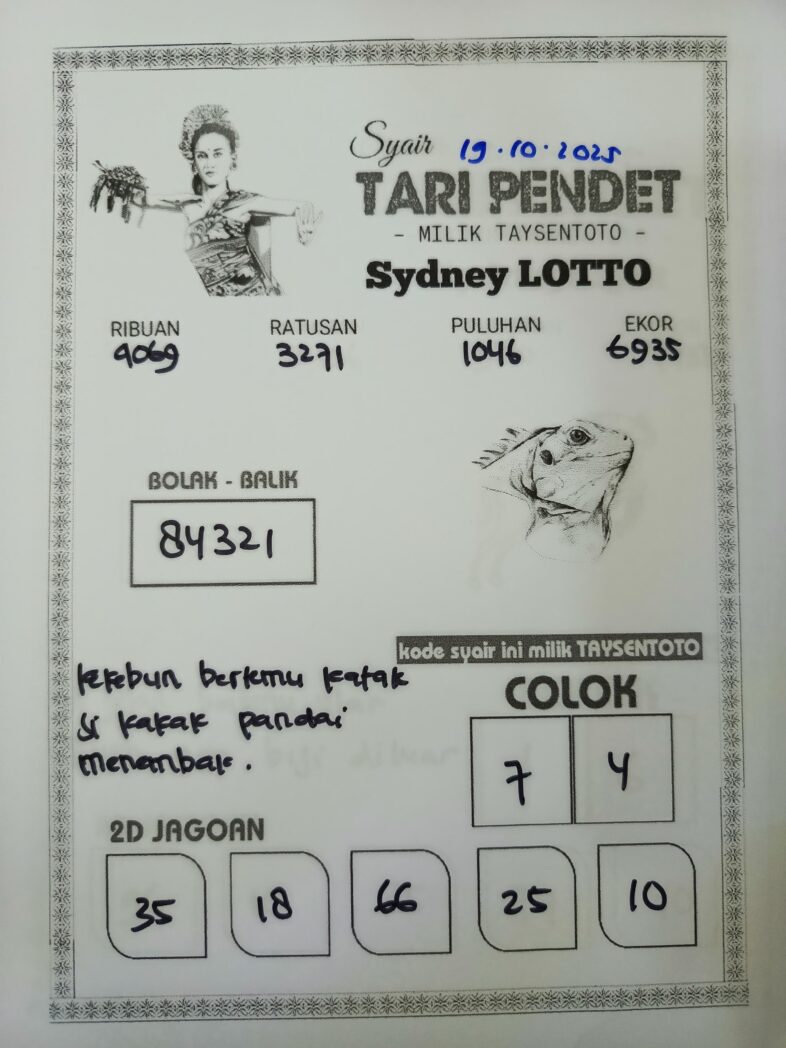 Syair 19.10.2025
TARI PENDET
- MILIK TAYSENTOTO -
Sydney LOTTO
RIBUAN RATUSAN PULUHAN EKOR
9069 3271 1046 6935
BOLAK - BALIK
84321
kode syair ini milik TAYSENTOTO
kekebun bertemu katak
si kakak pandai
menembak.
COLOK
7 4
2D JAGOAN
35 18 66 25 10